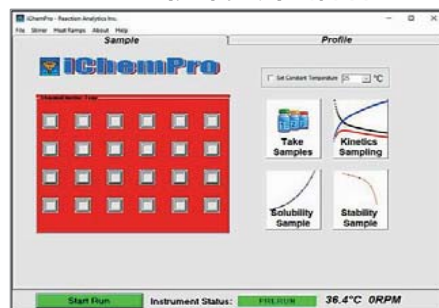 iChemPro - Reaction Analytics Inc.
File Stirrer Heat Ramps About Help
Sample
Profile
iChemPro
Set Constant Temperature 25 °C
Take Samples
Kinetics Sampling
Solubility Sample
Stability Sample
Start Run
Instrument Status:
PRERUN
36.4°C 0RPM